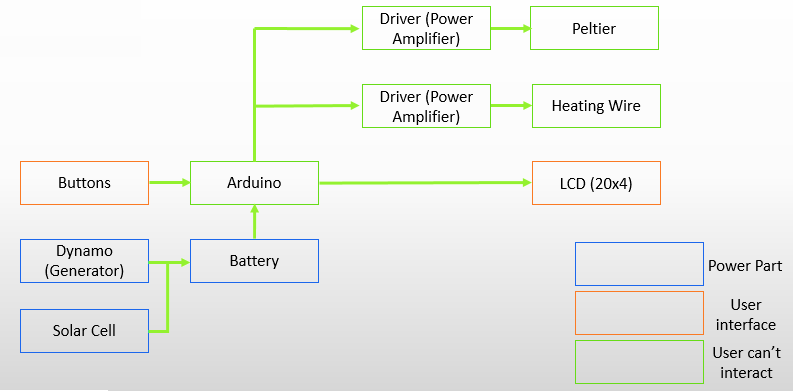 Driver (Power
Amplifier)
Peltier
Driver (Power
Amplifier)
Heating Wire
Buttons
Arduino
LCD (20x4)
Dynamo
(Generator)
Battery
Solar Cell
Power Part
User
interface
User can’t
interact